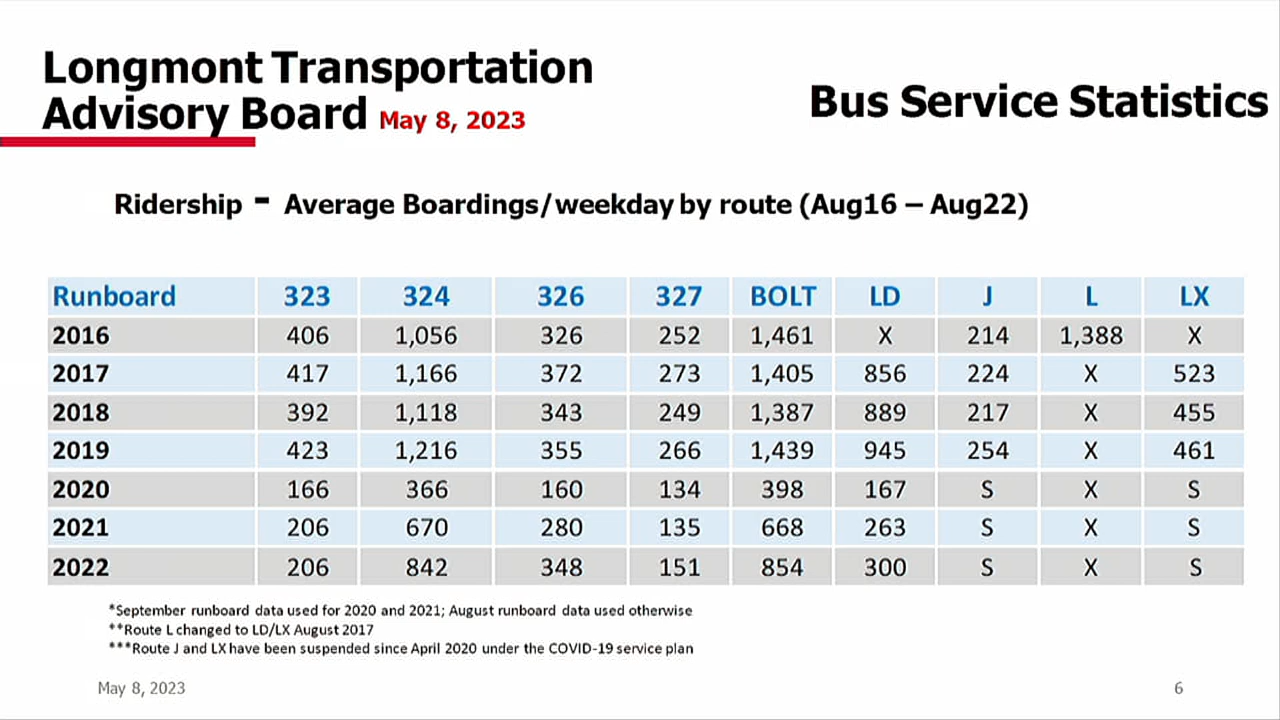 Longmont Transportation
Advisory Board May 8, 2023
Bus Service Statistics
Ridership - Average Boardings/weekday by route (Aug16 – Aug22)
Runboard 323 324 326 327 BOLT LD J L LX
2016 406 1,056 326 252 1,461 X 214 1,388 X
2017 417 1,166 372 273 1,405 856 224 X 523
2018 392 1,118 343 249 1,387 889 217 X 455
2019 423 1,216 355 266 1,439 945 254 X 461
2020 166 366 160 134 398 167 S X S
2021 206 670 280 135 668 263 S X S
2022 206 842 348 151 854 300 S X S
*September runboard data used for 2020 and 2021; August runboard data used otherwise
**Route L changed to LD/LX August 2017
***Route J and LX have been suspended since April 2020 under the COVID-19 service plan
May 8, 2023 6